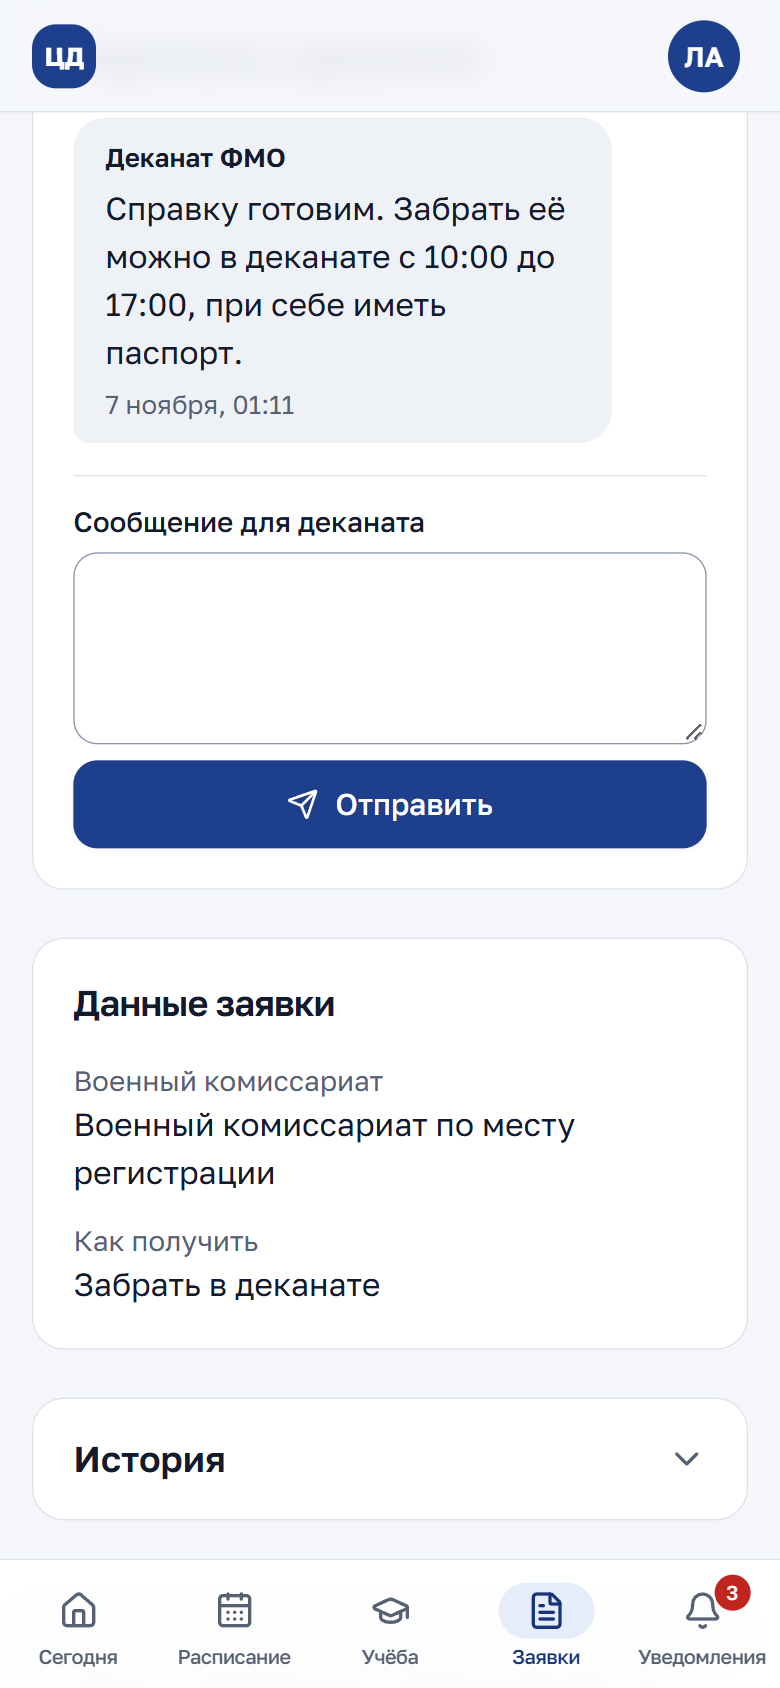 ЦД
ЛА
Деканат ФМО
Справку готовим. Забрать её
можно в деканате с 10:00 до
17:00, при себе иметь
паспорт.
7 ноября, 01:11
Сообщение для деканата
Отправить
Данные заявки
Военный комиссариат
Военный комиссариат по месту
регистрации
Как получить
Забрать в деканате
История
3
Сегодня
Расписание
Учёба
Заявки
Уведомления